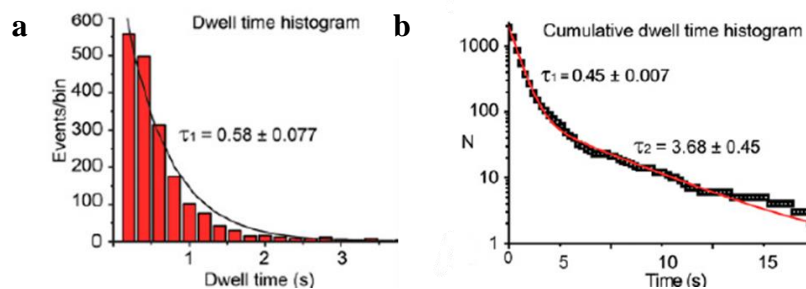 a
Dwell time histogram
Events/bin
600
500
400
300
200
100
0
τ1 = 0.58 ± 0.077
1
2
3
Dwell time (s)
b
Cumulative dwell time histogram
N
1000
100
10
1
τ1 = 0.45 ± 0.007
τ2 = 3.68 ± 0.45
0
5
10
15
Time (s)